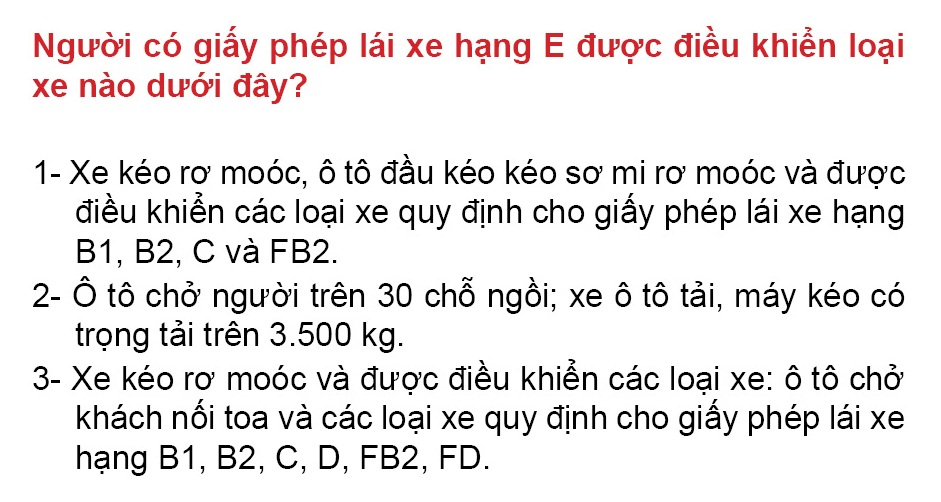 Người có giấy phép lái xe hạng E được điều khiển loại
xe nào dưới đây?
1- Xe kéo rơ moóc, ô tô đầu kéo kéo sơ mi rơ moóc và được
điều khiển các loại xe quy định cho giấy phép lái xe hạng
B1, B2, C và FB2.
2- Ô tô chở người trên 30 chỗ ngồi; xe ô tô tải, máy kéo có
trọng tải trên 3.500 kg.
3- Xe kéo rơ moóc và được điều khiển các loại xe: ô tô chở
khách nối toa và các loại xe quy định cho giấy phép lái xe
hạng B1, B2, C, D, FB2, FD.